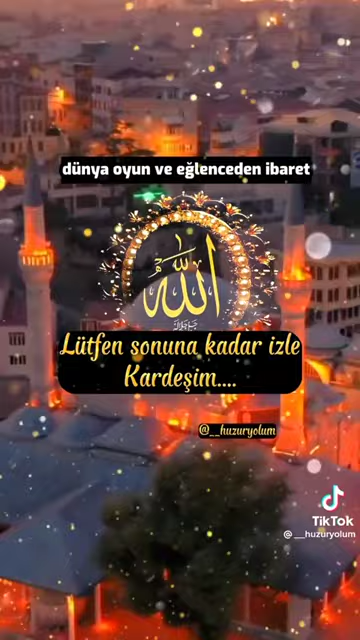 dünya oyun ve eğlenceden ibaret
الله
Lütfen sonuna kadar izle
Kardeşim....
@__huzuryolum
TikTok
@__huzuryolum